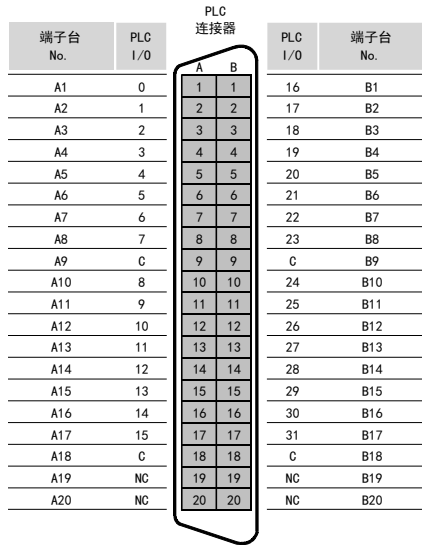 PLC
连接器
端子台 PLC PLC 端子台
No. I/O I/O No.
A B
A1 0 1 1 16 B1
A2 1 2 2 17 B2
A3 2 3 3 18 B3
A4 3 4 4 19 B4
A5 4 5 5 20 B5
A6 5 6 6 21 B6
A7 6 7 7 22 B7
A8 7 8 8 23 B8
A9 C 9 9 C B9
A10 8 10 10 24 B10
A11 9 11 11 25 B11
A12 10 12 12 26 B12
A13 11 13 13 27 B13
A14 12 14 14 28 B14
A15 13 15 15 29 B15
A16 14 16 16 30 B16
A17 15 17 17 31 B17
A18 C 18 18 C B18
A19 NC 19 19 NC B19
A20 NC 20 20 NC B20